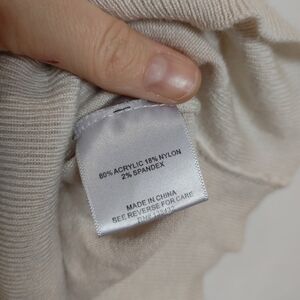 80% ACRYLIC 18% NYLON
2% SPANDEX
MADE IN CHINA
SEE REVERSE FOR CARE